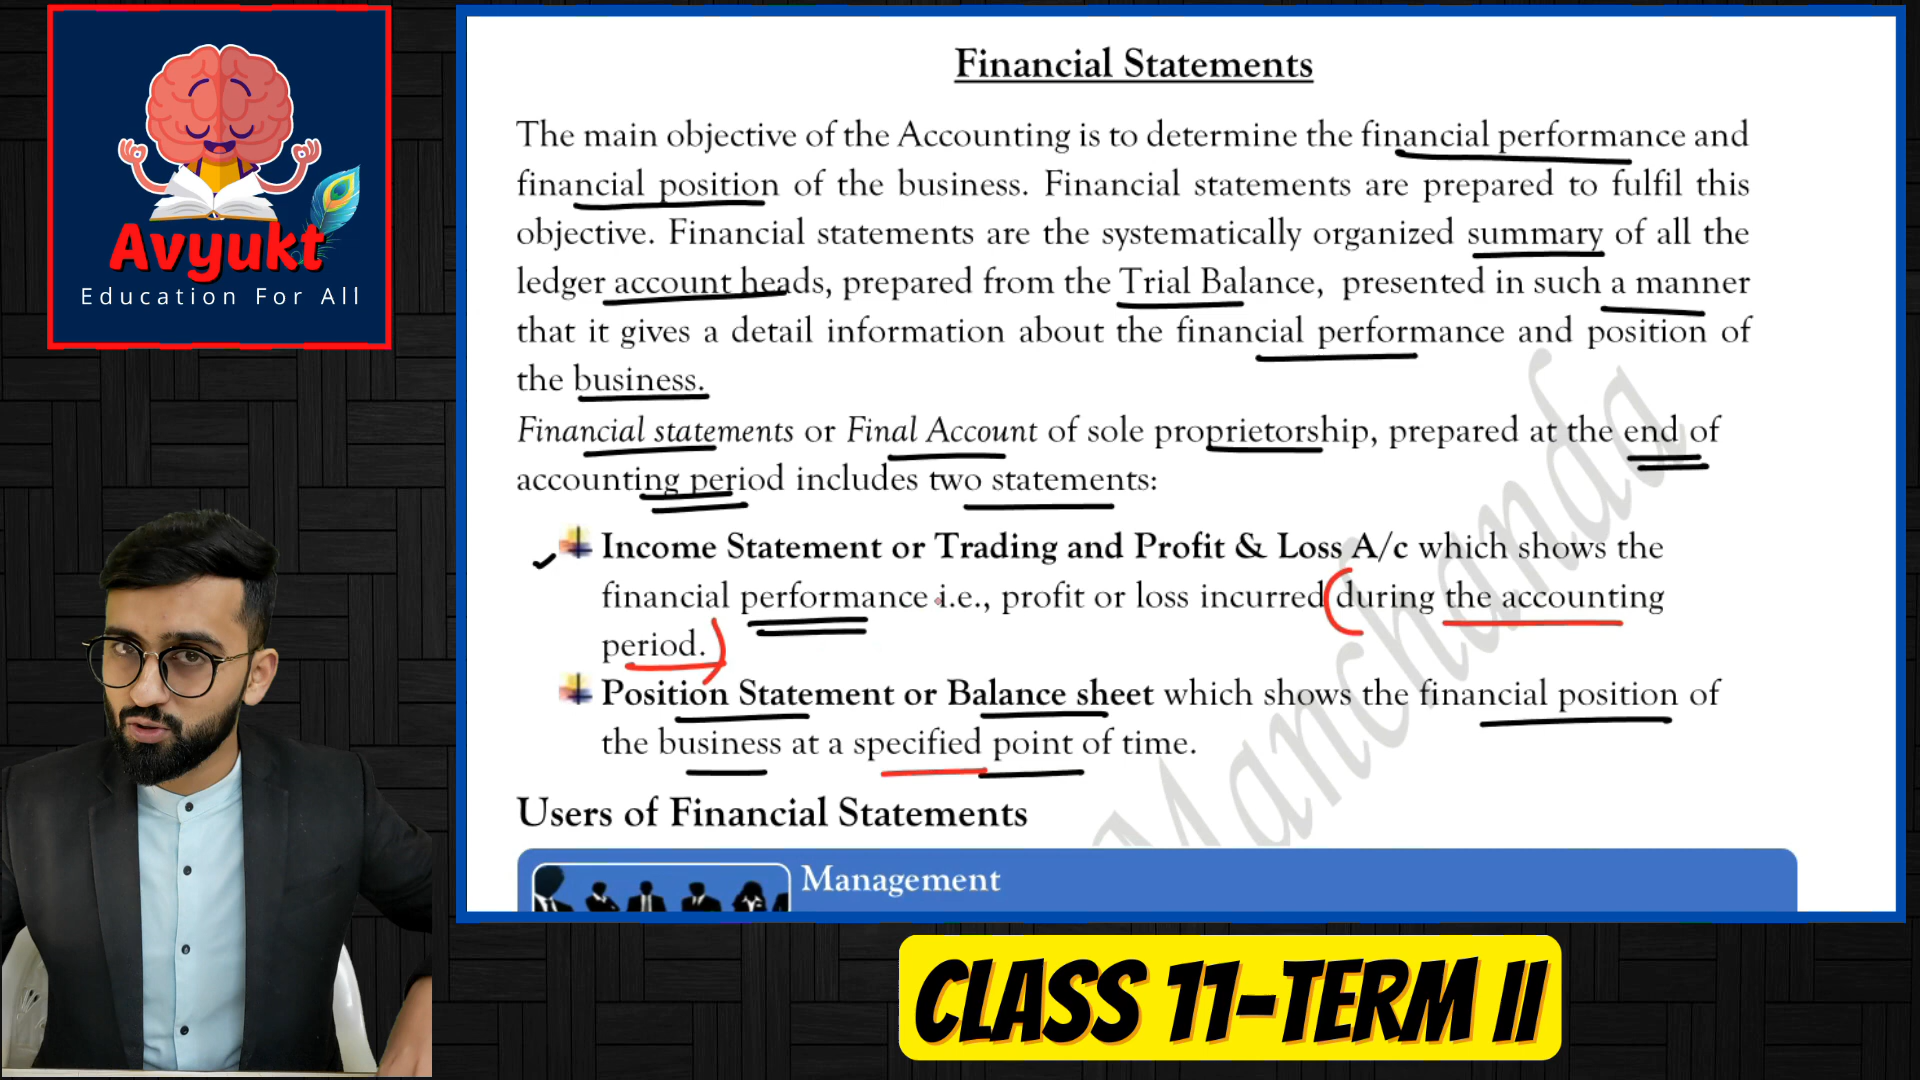 Avyukt
Education For All
Financial Statements
The main objective of the Accounting is to determine the financial performance and
financial position of the business. Financial statements are prepared to fulfil this
objective. Financial statements are the systematically organized summary of all the
ledger account heads, prepared from the Trial Balance, presented in such a manner
that it gives a detail information about the financial performance and position of
the business.
Financial statements or Final Account of sole proprietorship, prepared at the end of
accounting period includes two statements:
Income Statement or Trading and Profit & Loss A/c which shows the
financial performance i.e., profit or loss incurred during the accounting
period.
Position Statement or Balance sheet which shows the financial position of
the business at a specified point of time.
Users of Financial Statements
Management
Manchanda
CLASS 11-TERM II